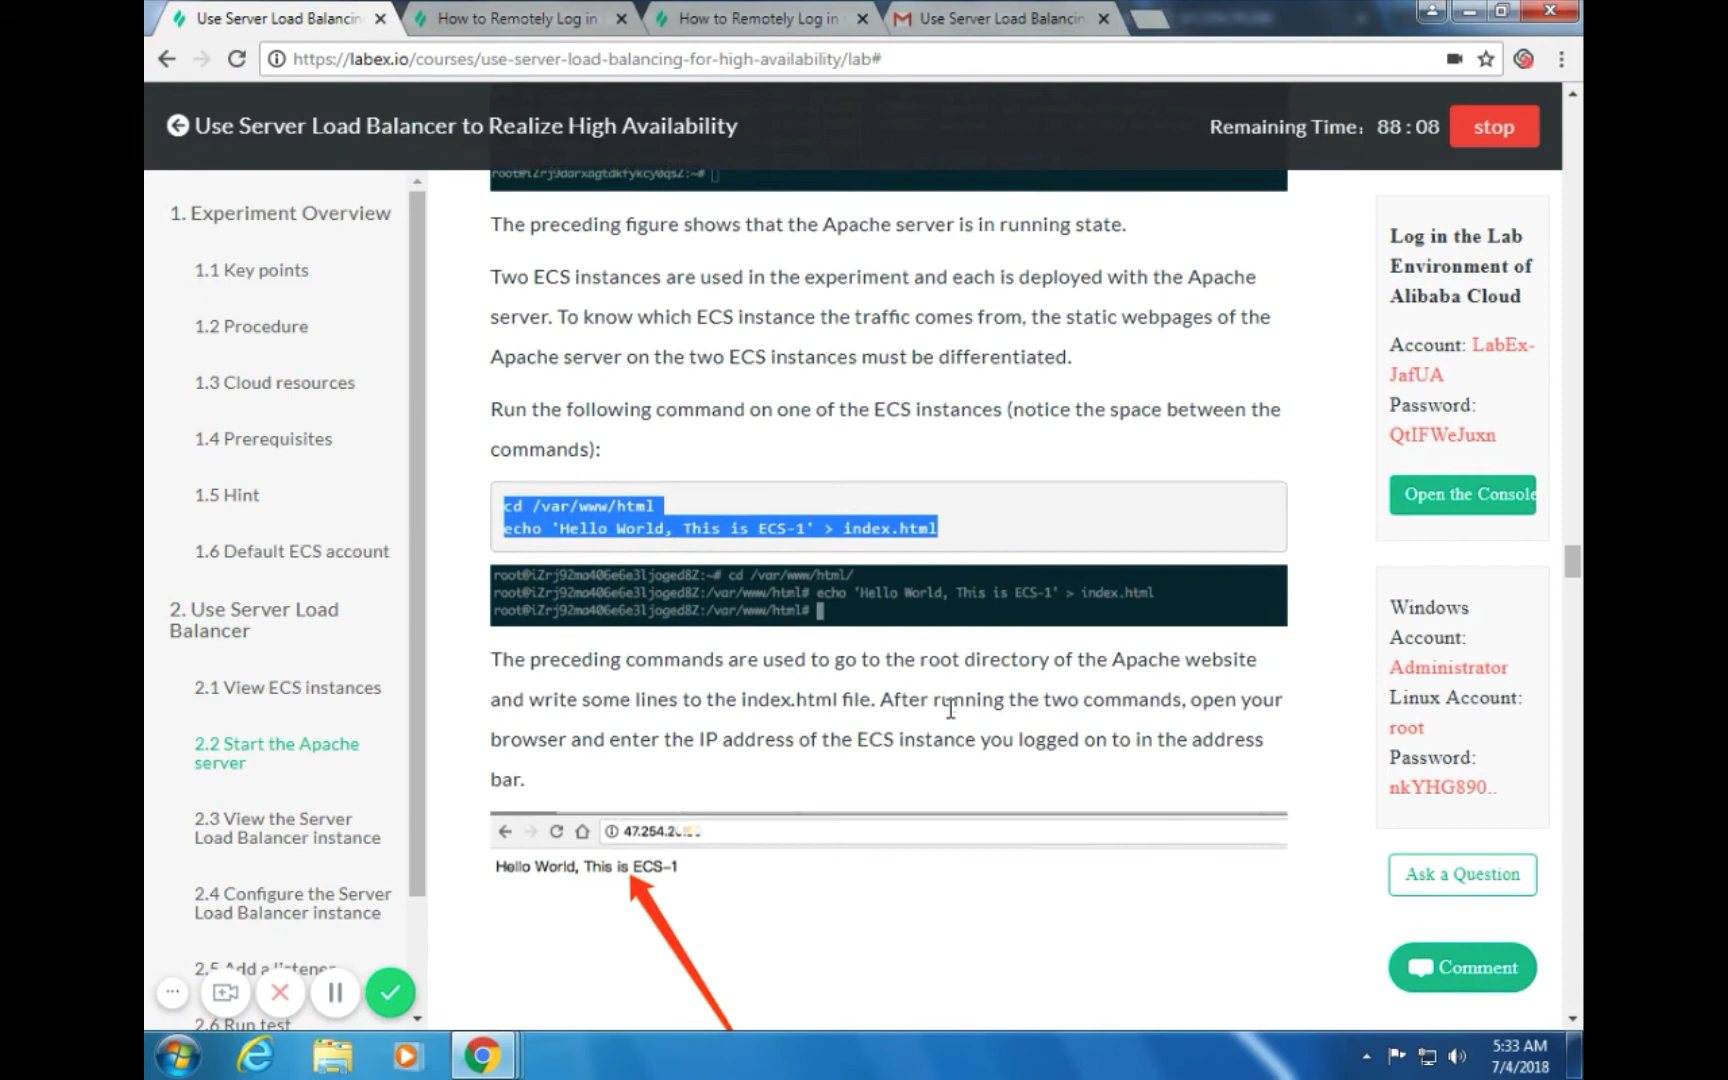 Use Server Load Balancin
How to Remotely Log in
How to Remotely Log in
Use Server Load Balancin
https://labex.io/courses/use-server-load-balancing-for-high-availability/lab#
Use Server Load Balancer to Realize High Availability
Remaining Time: 88 : 08
stop
1. Experiment Overview
1.1 Key points
1.2 Procedure
1.3 Cloud resources
1.4 Prerequisites
1.5 Hint
1.6 Default ECS account
2. Use Server Load
Balancer
2.1 View ECS instances
2.2 Start the Apache
server
2.3 View the Server
Load Balancer instance
2.4 Configure the Server
Load Balancer instance
2.5 Add a listener
2.6 Run test
The preceding figure shows that the Apache server is in running state.
Two ECS instances are used in the experiment and each is deployed with the Apache
server. To know which ECS instance the traffic comes from, the static webpages of the
Apache server on the two ECS instances must be differentiated.
Run the following command on one of the ECS instances (notice the space between the
commands):
cd /var/www/html
echo 'Hello World, This is ECS-1' > index.html
root@iZrj92mo406e6e3ljoged8Z:~# cd /var/www/html/
root@iZrj92mo406e6e3ljoged8Z:/var/www/html# echo 'Hello World, This is ECS-1' > index.html
root@iZrj92mo406e6e3ljoged8Z:/var/www/html#
The preceding commands are used to go to the root directory of the Apache website
and write some lines to the index.html file. After running the two commands, open your
browser and enter the IP address of the ECS instance you logged on to in the address
bar.
47.254.2
Hello World, This is ECS-1
Log in the Lab
Environment of
Alibaba Cloud
Account: LabEx-
JafUA
Password:
QtIFWeJuxn
Open the Console
Windows
Account:
Administrator
Linux Account:
root
Password:
nkYHG890..
Ask a Question
Comment
5:33 AM
7/4/2018